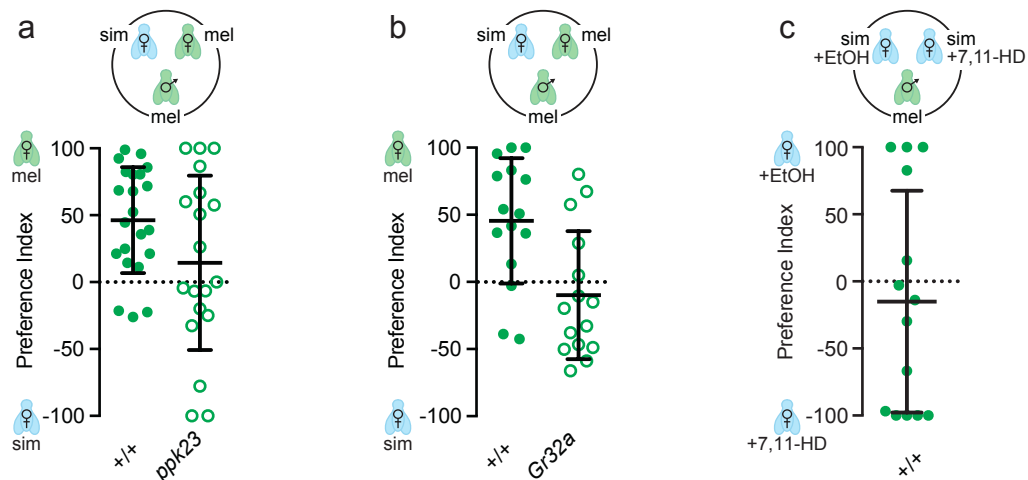 a
sim
mel
mel
mel
Preference Index
100
50
0
-50
-100
sim
+/+
ppk23
b
sim
mel
mel
mel
Preference Index
100
50
0
-50
-100
sim
+/+
Gr32a
c
sim
+EtOH
sim
+7,11-HD
mel
+EtOH
Preference Index
100
50
0
-50
-100
+7,11-HD
+/+